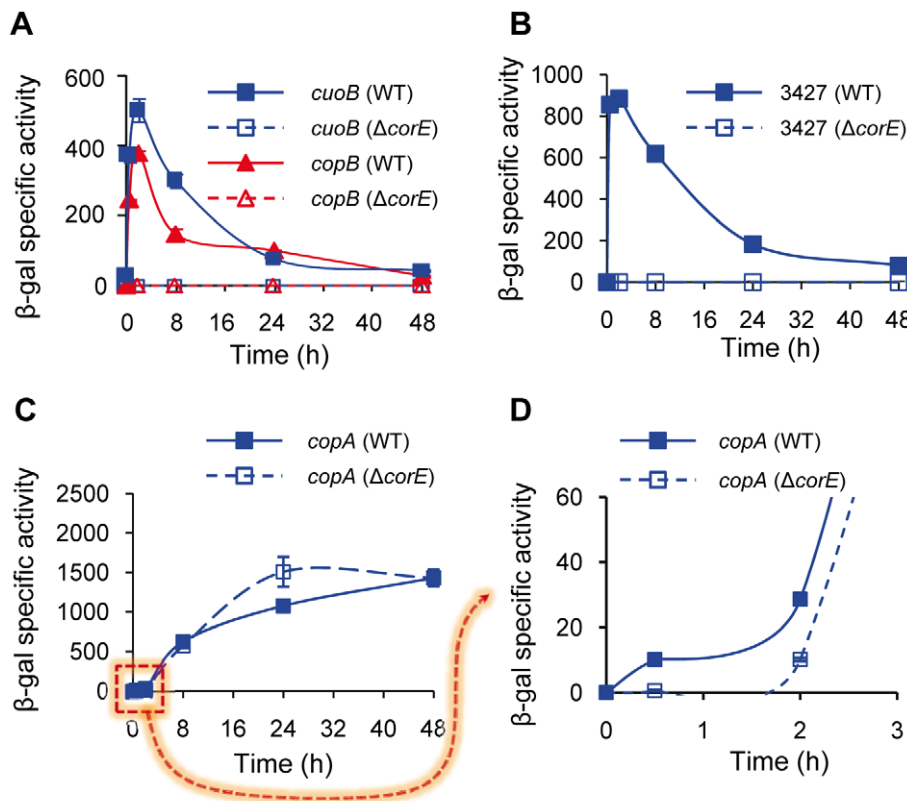 A
β-gal specific activity
600
400
200
0
0 8 16 24 32 40 48
Time (h)
cuoB (WT)
cuoB (ΔcorE)
copB (WT)
copB (ΔcorE)
B
β-gal specific activity
1000
800
600
400
200
0
0 8 16 24 32 40 48
Time (h)
3427 (WT)
3427 (ΔcorE)
C
copA (WT)
copA (ΔcorE)
β-gal specific activity
2500
2000
1500
1000
500
0
0 8 16 24 32 40 48
Time (h)
D
copA (WT)
copA (ΔcorE)
β-gal specific activity
60
40
20
0
0 1 2 3
Time (h)